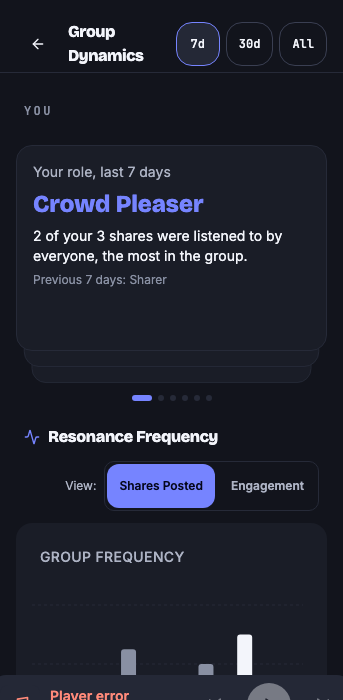 Group
Dynamics
7d
30d
All
YOU
Your role, last 7 days
Crowd Pleaser
2 of your 3 shares were listened to by
everyone, the most in the group.
Previous 7 days: Sharer
Resonance Frequency
View:
Shares Posted
Engagement
GROUP FREQUENCY
Player error